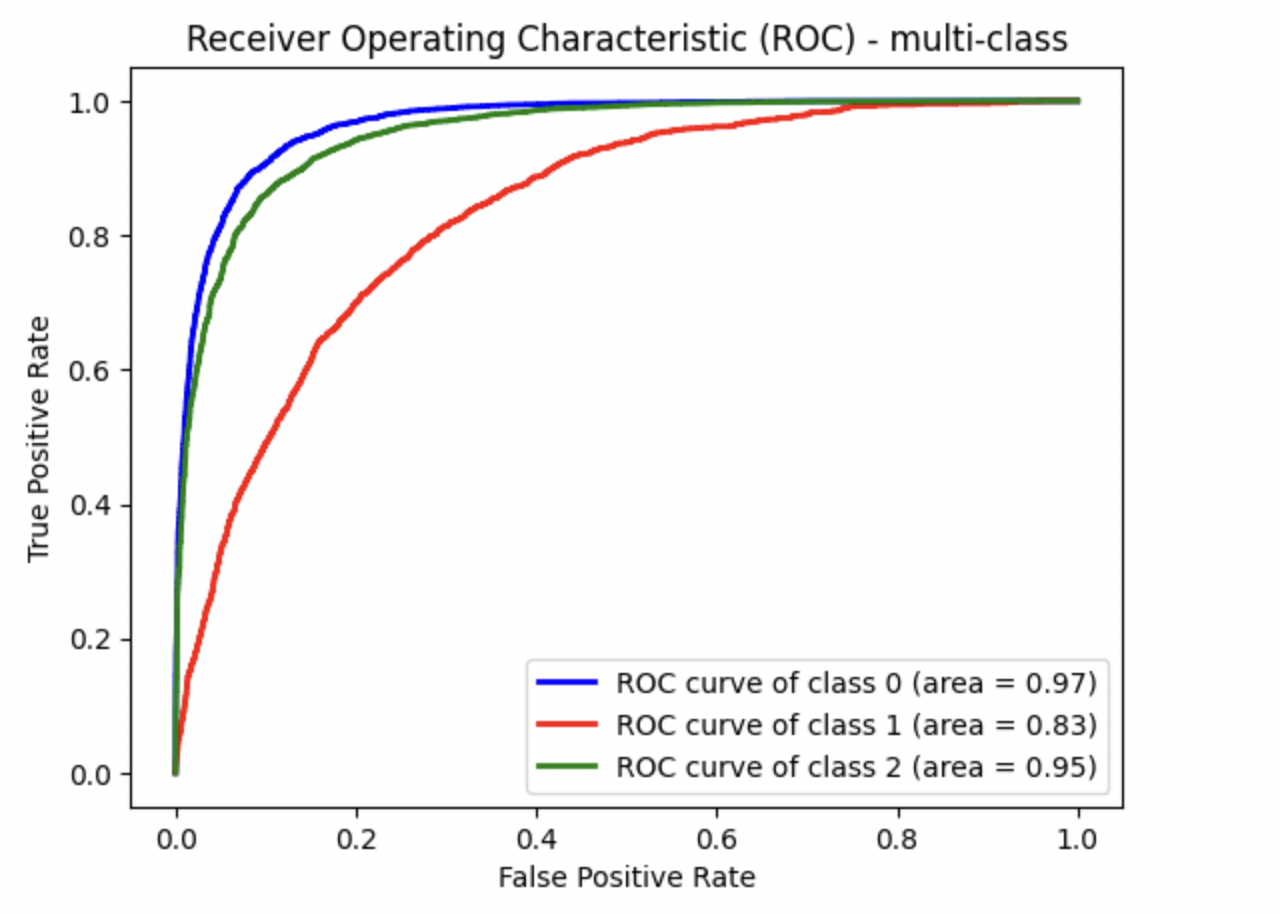 Receiver Operating Characteristic (ROC) - multi-class
True Positive Rate
1.0
0.8
0.6
0.4
0.2
0.0
ROC curve of class 0 (area = 0.97)
ROC curve of class 1 (area = 0.83)
ROC curve of class 2 (area = 0.95)
0.0 0.2 0.4 0.6 0.8 1.0
False Positive Rate